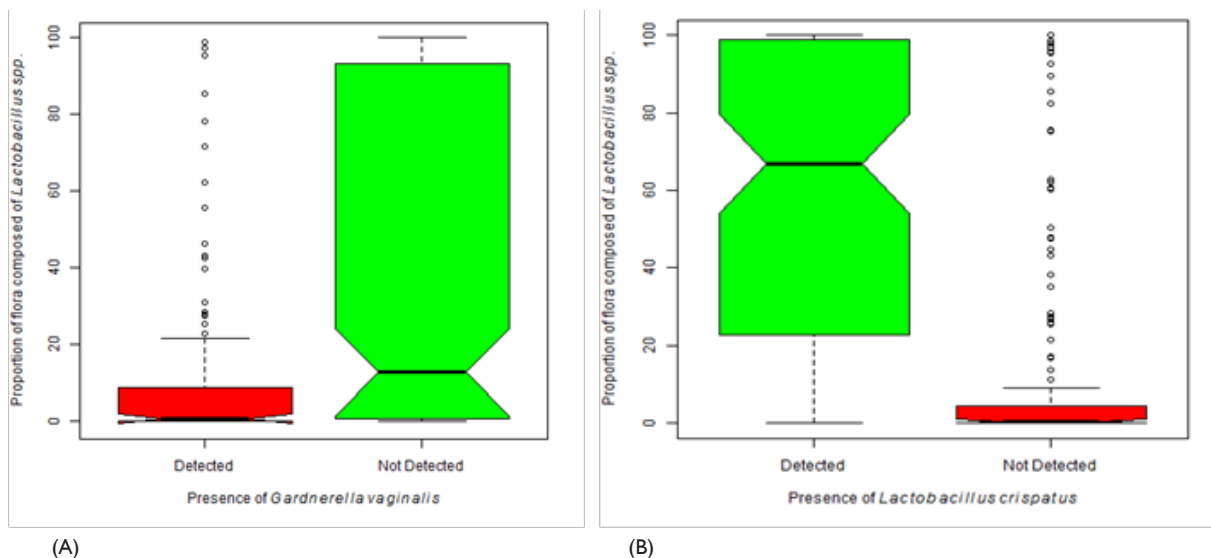 Proportion of flora composed of Lactobacillus spp.
100
80
60
40
20
0
Detected
Not Detected
Presence of Gardnerella vaginalis
(A)
Proportion of flora composed of Lactobacillus spp.
100
80
60
40
20
0
Detected
Not Detected
Presence of Lactobacillus crispatus
(B)